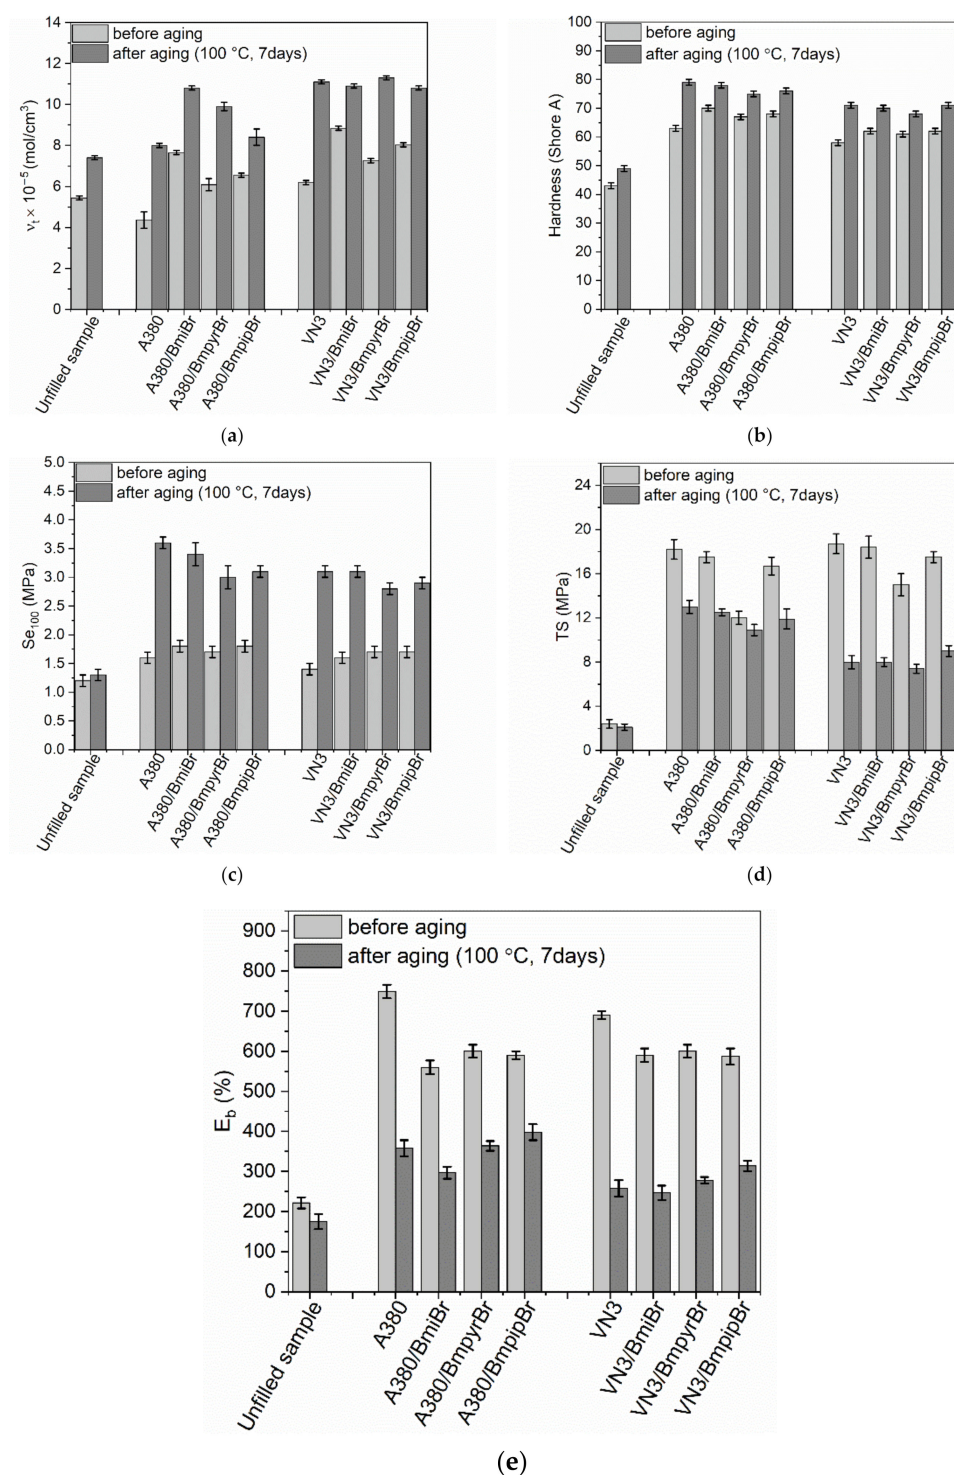 14
12
10
8
6
4
2
0
ν_t × 10⁻⁵ (mol/cm³)
before aging
after aging (100 °C, 7days)
Unfilled sample
A380
A380/BmiBr
A380/BmpyrBr
A380/BmpipBr
VN3
VN3/BmiBr
VN3/BmpyrBr
VN3/BmpipBr
(a)
100
90
80
70
60
50
40
30
20
10
0
Hardness (Shore A)
before aging
after aging (100 °C, 7days)
Unfilled sample
A380
A380/BmiBr
A380/BmpyrBr
A380/BmpipBr
VN3
VN3/BmiBr
VN3/BmpyrBr
VN3/BmpipBr
(b)
5.0
4.5
4.0
3.5
3.0
2.5
2.0
1.5
1.0
0.5
0.0
Se₁₀₀ (MPa)
before aging
after aging (100 °C, 7days)
Unfilled sample
A380
A380/BmiBr
A380/BmpyrBr
A380/BmpipBr
VN3
VN3/BmiBr
VN3/BmpyrBr
VN3/BmpipBr
(c)
24
20
16
12
8
4
0
TS (MPa)
before aging
after aging (100 °C, 7days)
Unfilled sample
A380
A380/BmiBr
A380/BmpyrBr
A380/BmpipBr
VN3
VN3/BmiBr
VN3/BmpyrBr
VN3/BmpipBr
(d)
900
800
700
600
500
400
300
200
100
0
E_b (%)
before aging
after aging (100 °C, 7days)
Unfilled sample
A380
A380/BmiBr
A380/BmpyrBr
A380/BmpipBr
VN3
VN3/BmiBr
VN3/BmpyrBr
VN3/BmpipBr
(e)